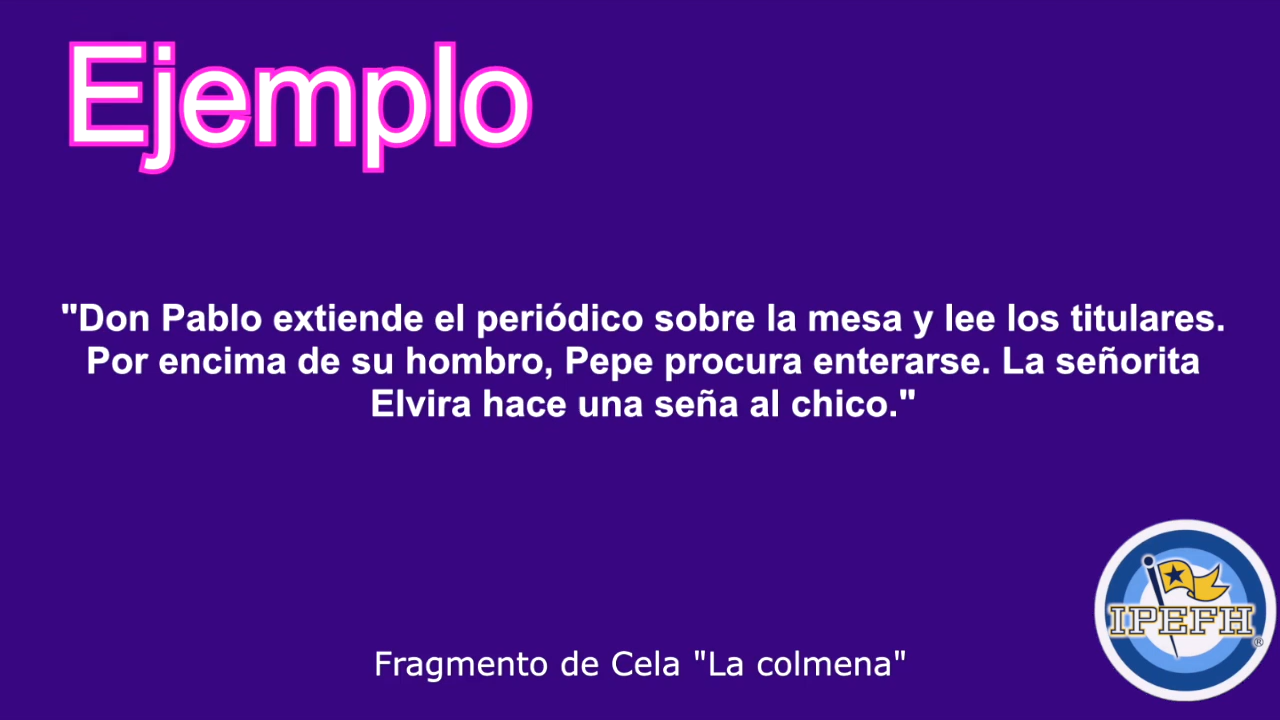 Ejemplo
"Don Pablo extiende el periódico sobre la mesa y lee los titulares.
Por encima de su hombro, Pepe procura enterarse. La señorita
Elvira hace una seña al chico."
Fragmento de Cela "La colmena"
IPEFH
®